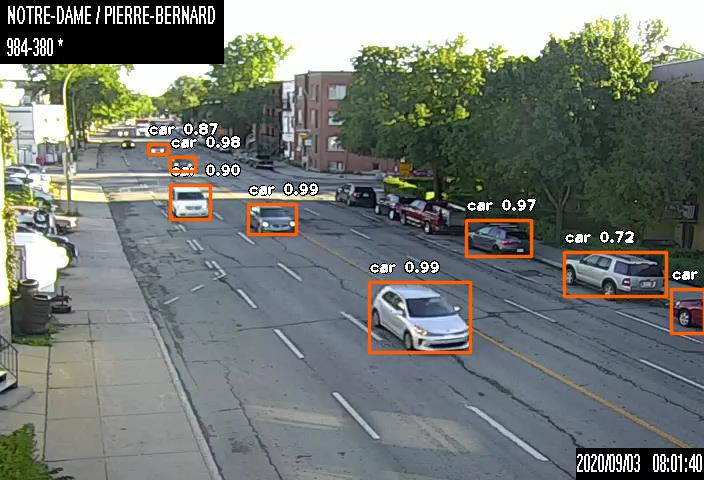 NOTRE-DAME / PIERRE-BERNARD
984-380 *
car 0.87
car 0.98
car 0.90
car 0.99
car 0.97
car 0.72
car
car 0.99
2020/09/03 08:01:40